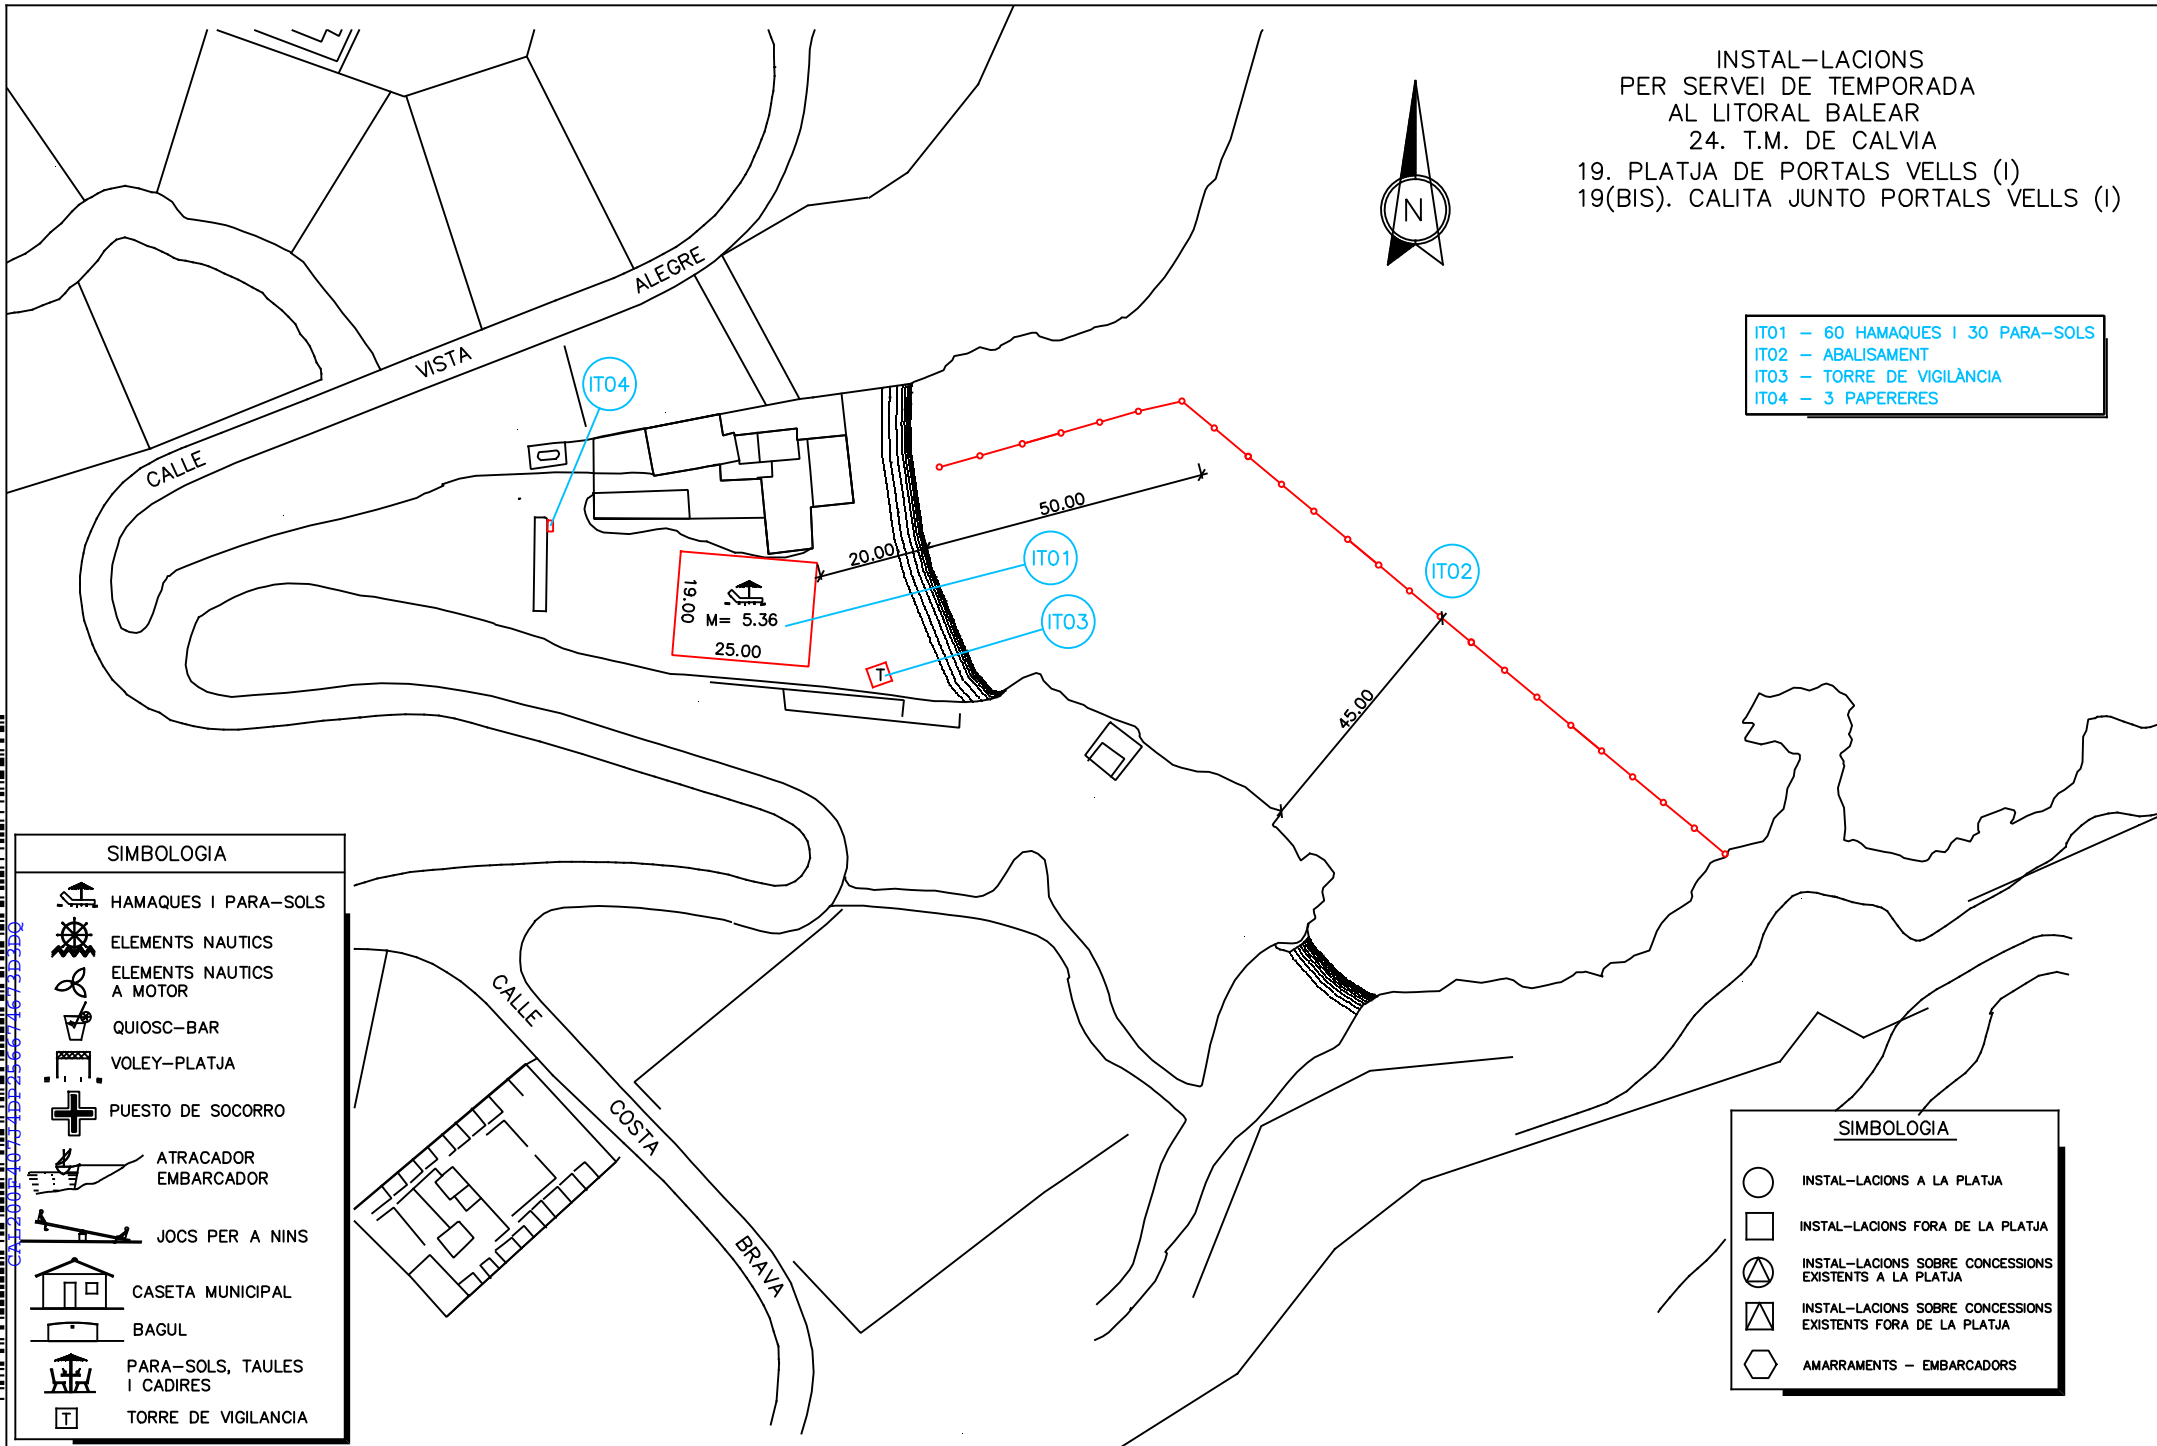 INSTAL-LACIONS
PER SERVEI DE TEMPORADA
AL LITORAL BALEAR
24. T.M. DE CALVIA
19. PLATJA DE PORTALS VELLS (I)
19(BIS). CALITA JUNTO PORTALS VELLS (I)
N
IT01 - 60 HAMAQUES I 30 PARA-SOLS
IT02 - ABALISAMENT
IT03 - TORRE DE VIGILÀNCIA
IT04 - 3 PAPERERES
CALLE VISTA ALEGRE
IT04
50.00
20.00
IT01
IT02
19.00
M= 5.36
25.00
IT03
T
45.00
CALLE COSTA BRAVA
SIMBOLOGIA
HAMAQUES I PARA-SOLS
ELEMENTS NAUTICS
ELEMENTS NAUTICS
A MOTOR
QUIOSC-BAR
VOLEY-PLATJA
PUESTO DE SOCORRO
ATRACADOR
EMBARCADOR
JOCS PER A NINS
CASETA MUNICIPAL
BAGUL
PARA-SOLS, TAULES
I CADIRES
T
TORRE DE VIGILANCIA
SIMBOLOGIA
INSTAL-LACIONS A LA PLATJA
INSTAL-LACIONS FORA DE LA PLATJA
INSTAL-LACIONS SOBRE CONCESSIONS
EXISTENTS A LA PLATJA
INSTAL-LACIONS SOBRE CONCESSIONS
EXISTENTS FORA DE LA PLATJA
AMARRAMENTS - EMBARCADORS